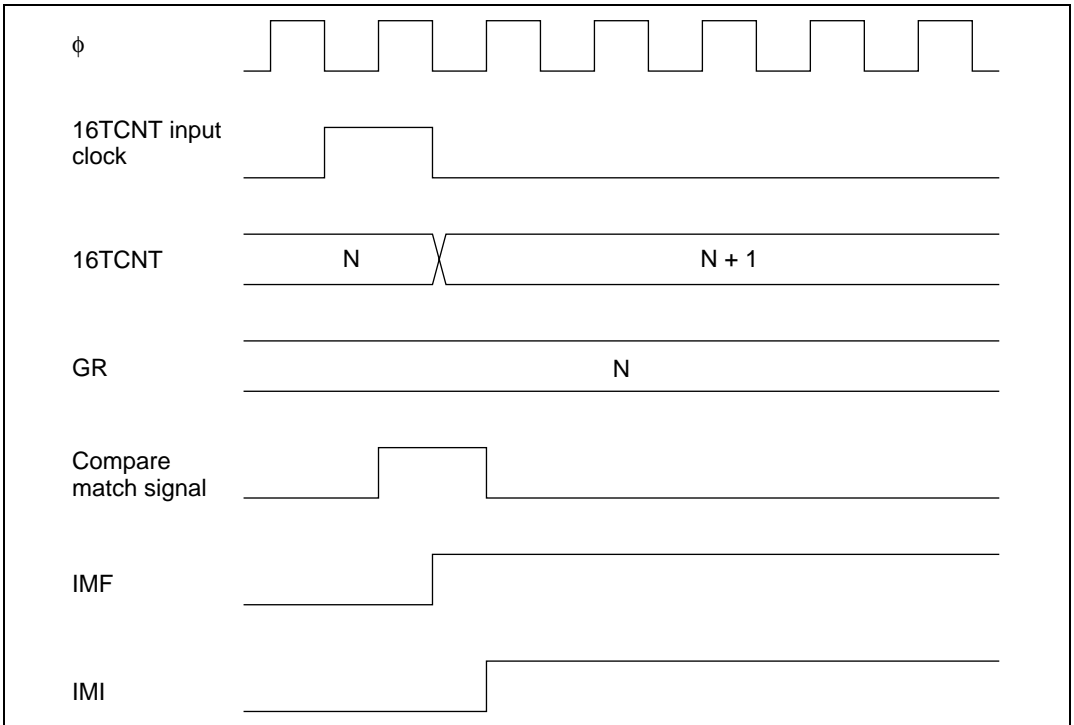 ϕ
16TCNT input
clock
16TCNT
N
N + 1
GR
N
Compare
match signal
IMF
IMI